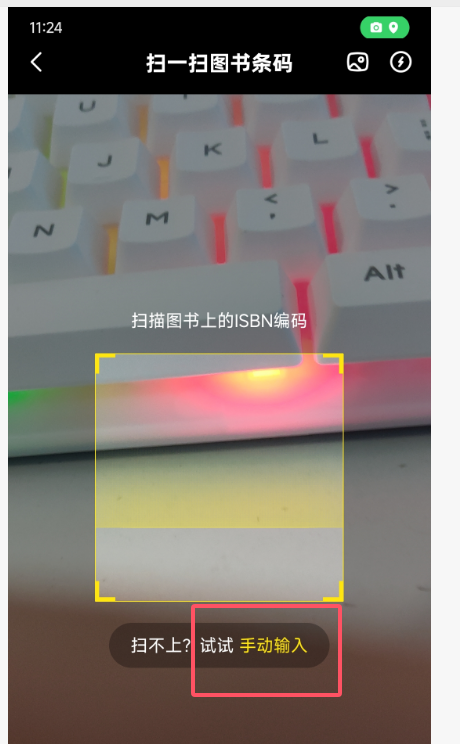 11:24
扫一扫图书条码
U I
J K L
N M < , > .
Alt
扫描图书上的ISBN编码
扫不上? 试试 手动输入